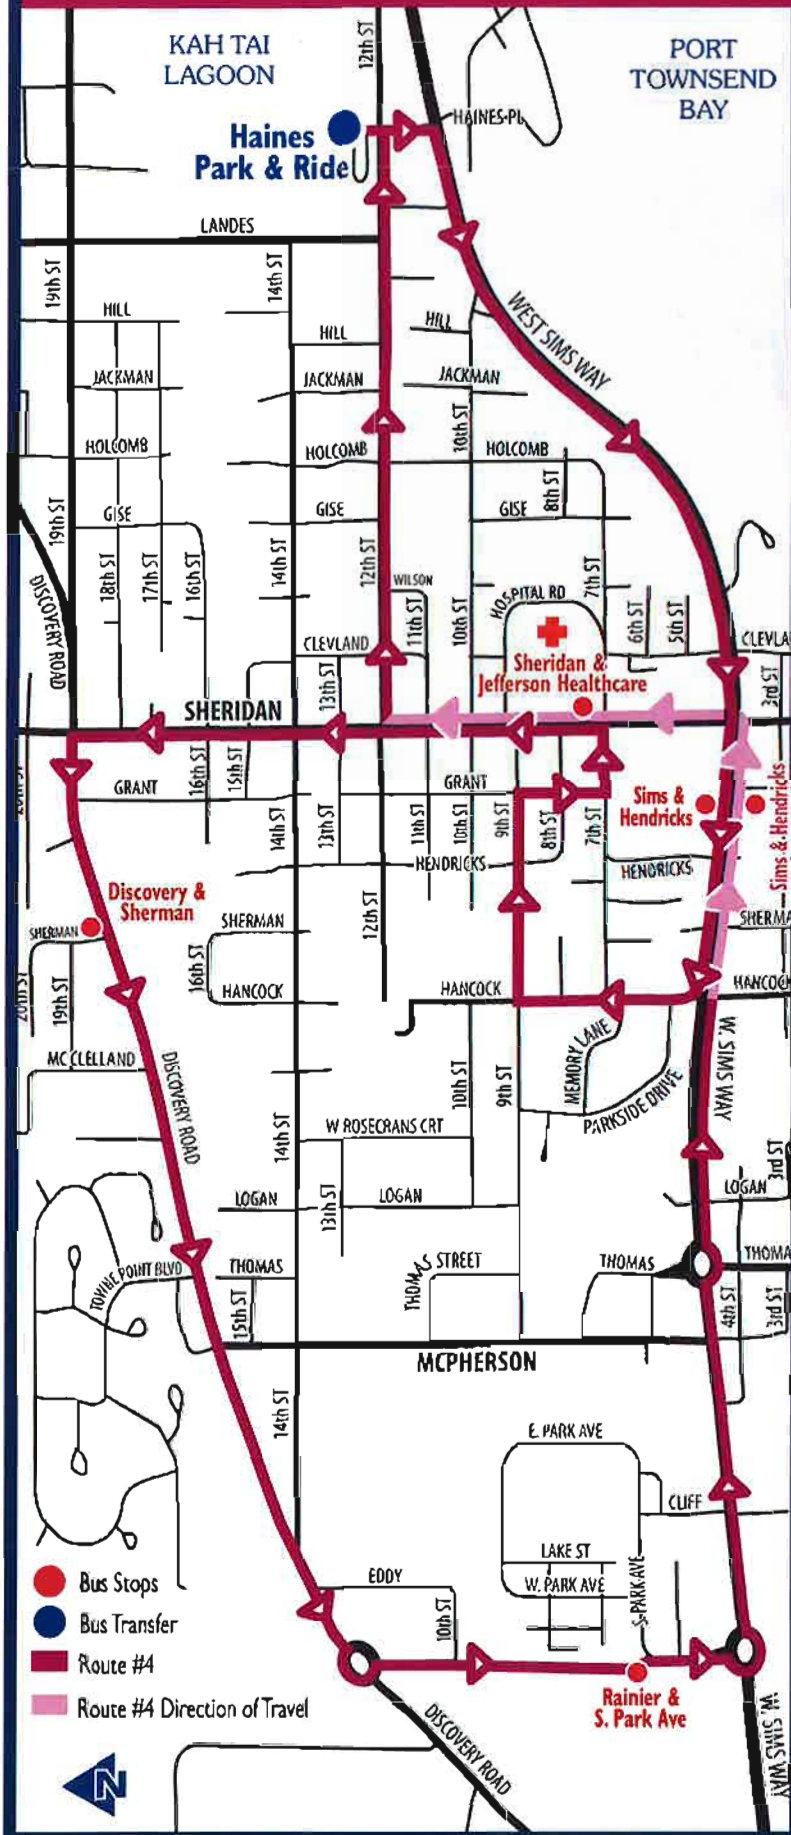 KAH TAI
LAGOON
12th ST
PORT
TOWNSEND
BAY
HAINES PL
Haines
Park & Ride
LANDES
19th ST
14th ST
HILL
HILL
HILL
WEST SIMS WAY
JACKMAN
JACKMAN
JACKMAN
10th ST
HOLCOMB
HOLCOMB
HOLCOMB
8th ST
19th ST
GISE
GISE
GISE
DISCOVERY ROAD
18th ST
17th ST
16th ST
14th ST
12th ST
WILSON
11th ST
10th ST
HOSPITAL RD
7th ST
6th ST
5th ST
CLEVLAND
CLEVLA
13th ST
Sheridan &
Jefferson Healthcare
3rd ST
SHERIDAN
20th ST
GRANT
16th ST
15th ST
14th ST
13th ST
GRANT
11th ST
10th ST
9th ST
8th ST
7th ST
Sims &
Hendricks
Sims & Hendricks
HENDRICKS
HENDRICKS
Discovery &
Sherman
SHERMAN
SHERMAN
SHERMA
12th ST
16th ST
20th ST
19th ST
HANCOCK
HANCOCK
HANCOCK
MC CLELLAND
DISCOVERY ROAD
10th ST
9th ST
MEMORY LANE
PARKSIDE DRIVE
W. SIMS WAY
14th ST
W ROSECRANS CRT
3rd ST
LOGAN
13th ST
LOGAN
LOGAN
TOWNE POINT BLVD
THOMAS
15th ST
THOMAS STREET
THOMAS
THOMA
4th ST
3rd ST
MCPHERSON
14th ST
E. PARK AVE
CLIFF
LAKE ST
W. PARK AVE
S. PARK AVE
EDDY
10th ST
Bus Stops
Bus Transfer
Route #4
Route #4 Direction of Travel
Rainier &
S. Park Ave
DISCOVERY ROAD
W. SIMS WAY
N